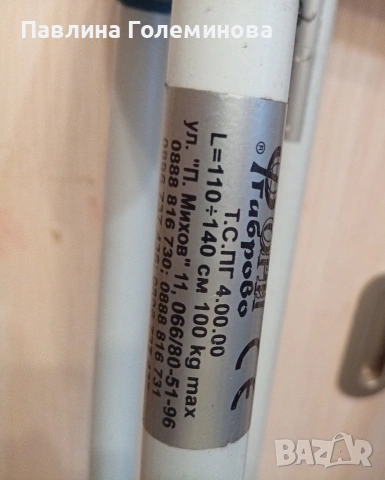 Павлина Големинова
®
Габрово
Т.С.ПГ 4.00.00
L=110÷140 см 100 kg max
ул. "П. Михов" 11, 066/80-51-96
0888 816 730; 0888 816 731
CE
BAZAR